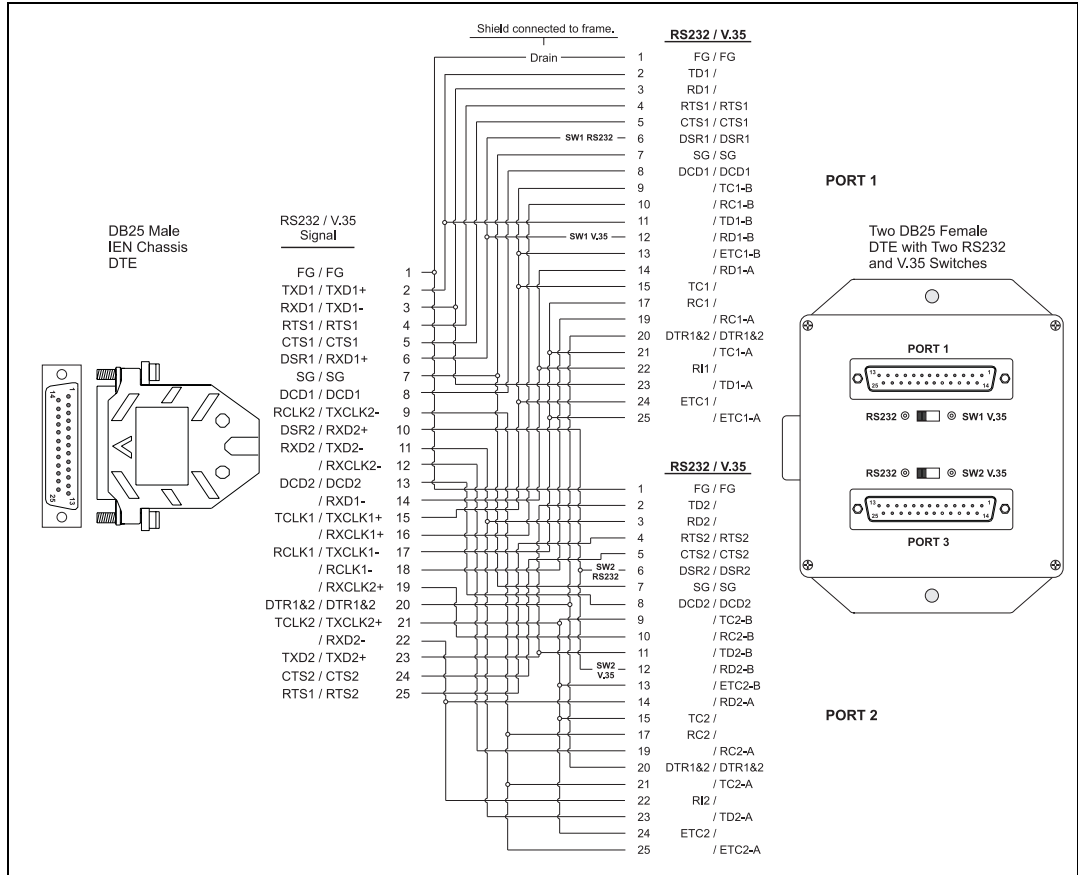 Shield connected to frame.
Drain
RS232 / V.35
1 FG / FG
2 TD1 /
3 RD1 /
4 RTS1 / RTS1
5 CTS1 / CTS1
SW1 RS232 6 DSR1 / DSR1
7 SG / SG
8 DCD1 / DCD1
9 / TC1-B
10 / RC1-B
11 / TD1-B
SW1 V.35 12 / RD1-B
13 / ETC1-B
14 / RD1-A
15 TC1 /
17 RC1 /
19 / RC1-A
20 DTR1&2 / DTR1&2
21 / TC1-A
22 RI1 /
23 / TD1-A
24 ETC1 /
25 / ETC1-A
PORT 1
DB25 Male
IEN Chassis
DTE
RS232 / V.35
Signal
FG / FG 1
TXD1 / TXD1+ 2
RXD1 / TXD1- 3
RTS1 / RTS1 4
CTS1 / CTS1 5
DSR1 / RXD1+ 6
SG / SG 7
DCD1 / DCD1 8
RCLK2 / TXCLK2- 9
DSR2 / RXD2+ 10
RXD2 / TXD2- 11
/ RXCLK2- 12
DCD2 / DCD2 13
/ RXD1- 14
TCLK1 / TXCLK1+ 15
/ RXCLK1+ 16
RCLK1 / TXCLK1- 17
/ RCLK1- 18
/ RXCLK2+ 19
DTR1&2 / DTR1&2 20
TCLK2 / TXCLK2+ 21
/ RXD2- 22
TXD2 / TXD2+ 23
CTS2 / CTS2 24
RTS1 / RTS2 25
14 1
25 13
RS232 / V.35
1 FG / FG
2 TD2 /
3 RD2 /
4 RTS2 / RTS2
5 CTS2 / CTS2
SW2
RS232
6 DSR2 / DSR2
7 SG / SG
8 DCD2 / DCD2
9 / TC2-B
10 / RC2-B
11 / TD2-B
SW2
V.35
12 / RD2-B
13 / ETC2-B
14 / RD2-A
15 TC2 /
17 RC2 /
19 / RC2-A
20 DTR1&2 / DTR1&2
21 / TC2-A
22 RI2 /
23 / TD2-A
24 ETC2 /
25 / ETC2-A
PORT 2
Two DB25 Female
DTE with Two RS232
and V.35 Switches
PORT 1
13 1
25 14
RS232 SW1 V.35
RS232 SW2 V.35
13 1
25 14
PORT 3